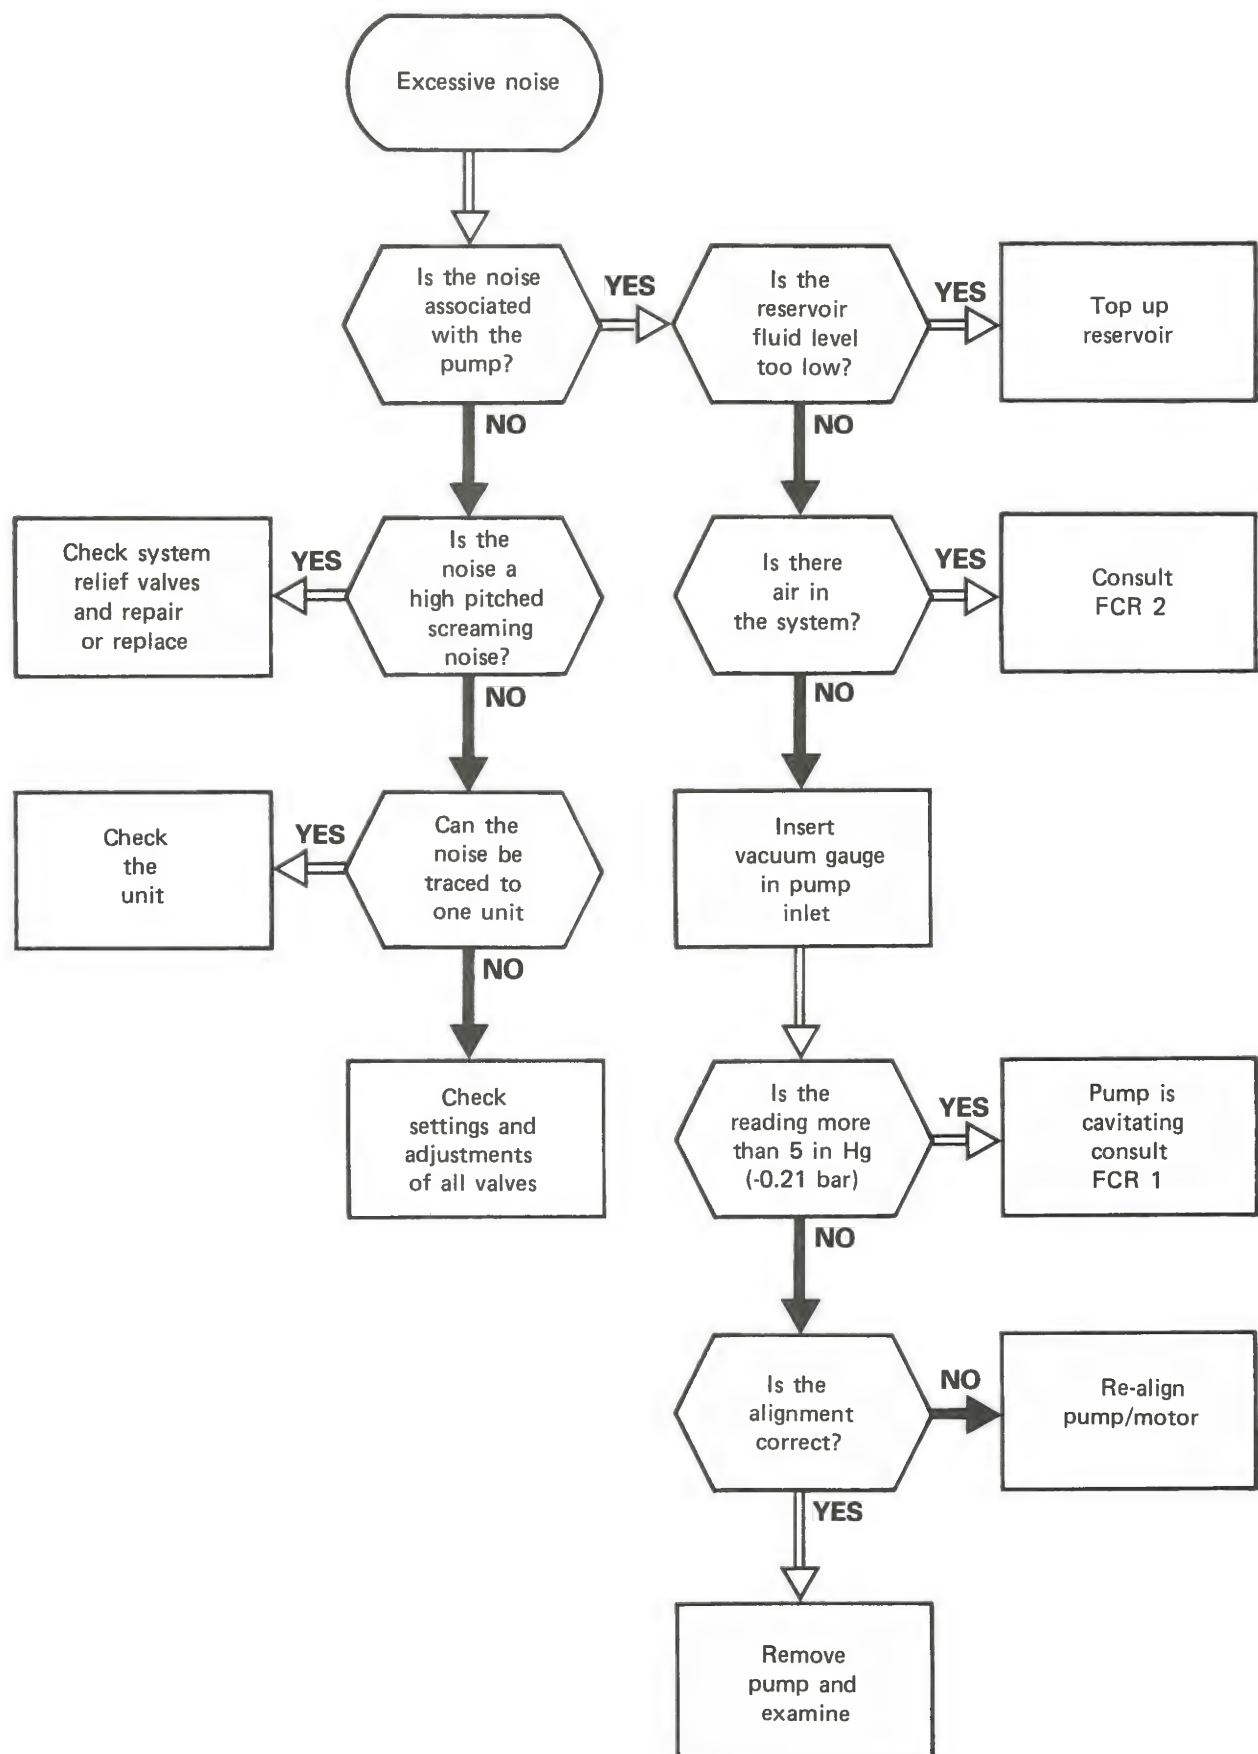 Excessive noise
Is the noise
associated
with the
pump?
YES
NO
Is the
reservoir
fluid level
too low?
YES
NO
Top up
reservoir
Check system
relief valves
and repair
or replace
YES
Is the
noise a
high pitched
screaming
noise?
NO
Is there
air in
the system?
YES
NO
Consult
FCR 2
Check
the
unit
YES
Can the
noise be
traced to
one unit
NO
Insert
vacuum gauge
in pump
inlet
Check
settings and
adjustments
of all valves
Is the
reading more
than 5 in Hg
(-0.21 bar)
YES
NO
Pump is
cavitating
consult
FCR 1
Is the
alignment
correct?
NO
YES
Re-align
pump/motor
Remove
pump and
examine